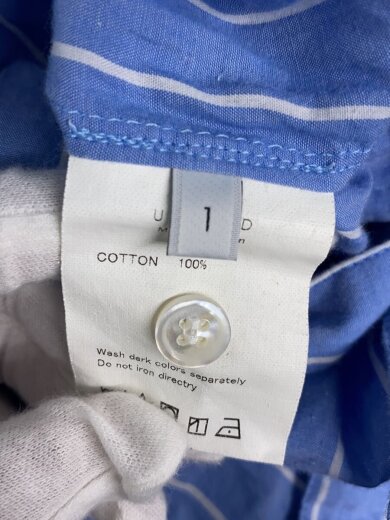 1
COTTON 100%
Wash dark colors separately
Do not iron directry